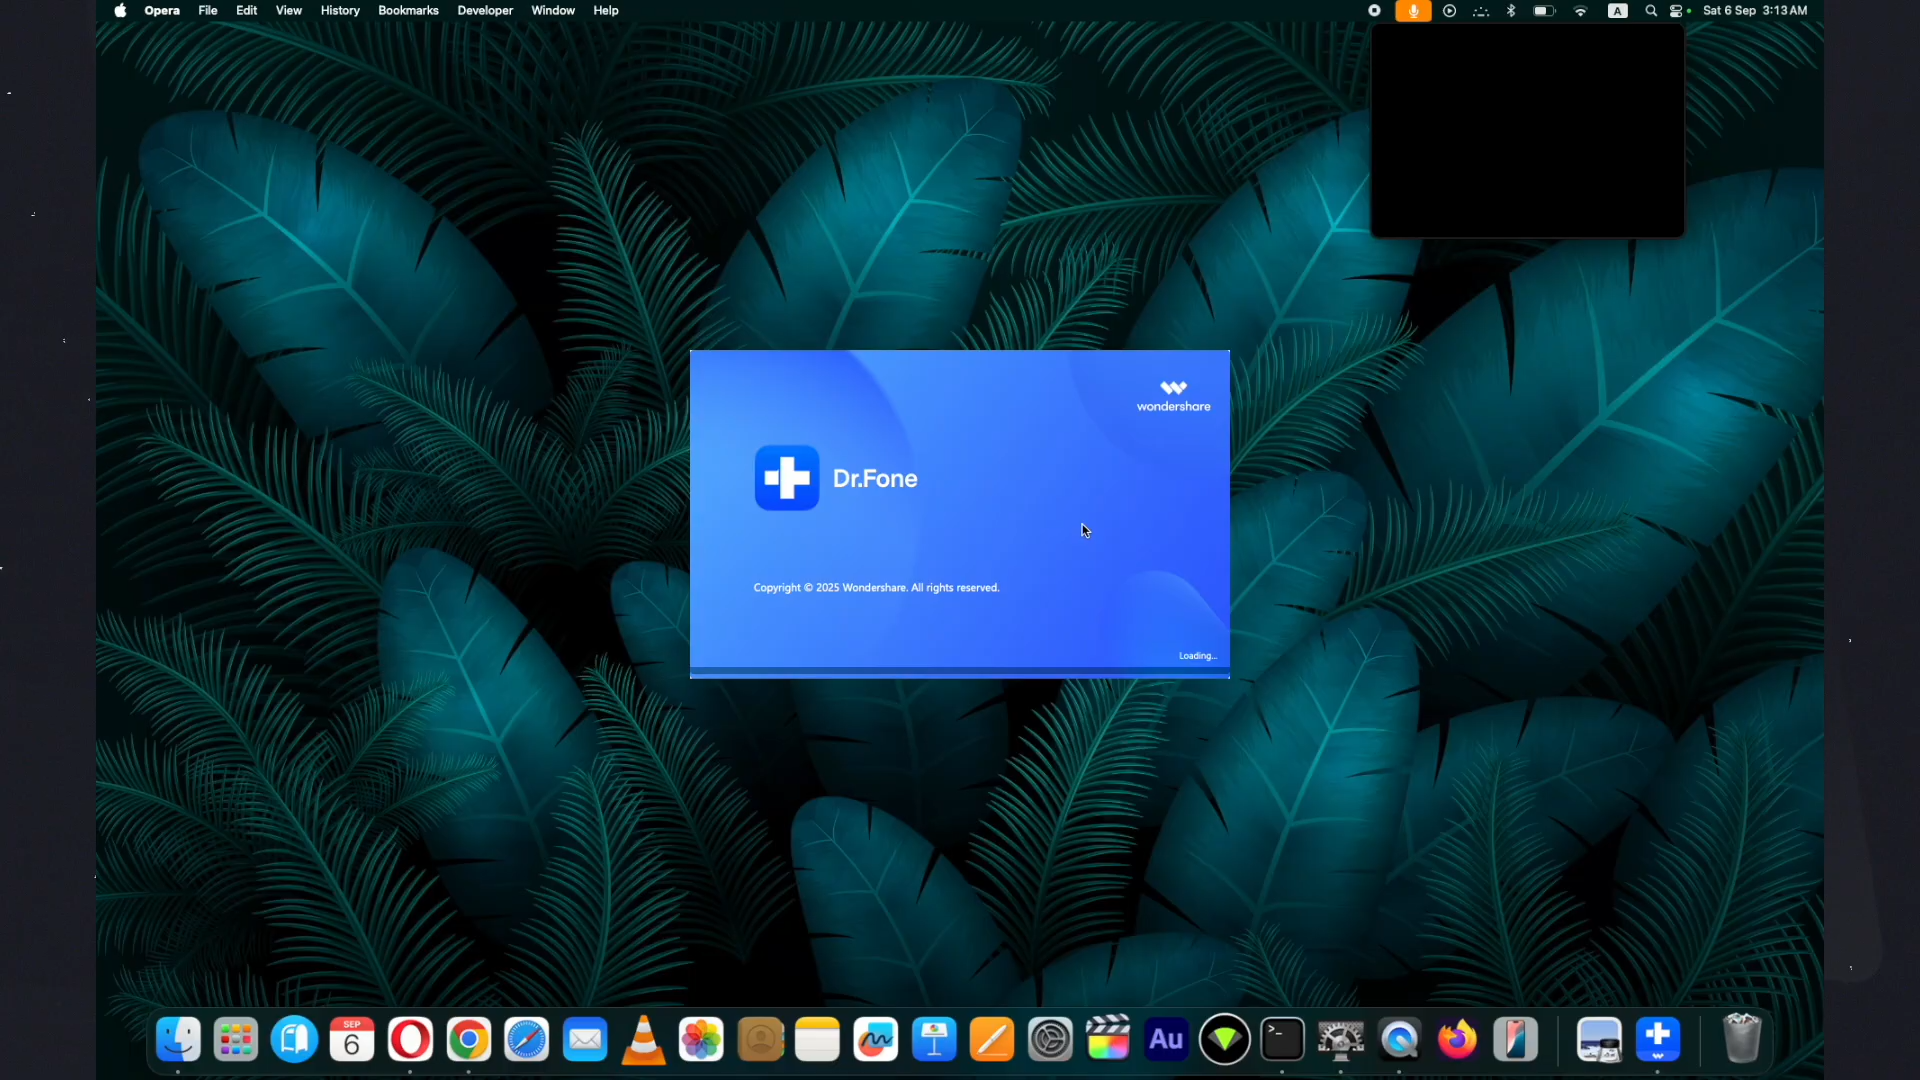 Opera File Edit View History Bookmarks Developer Window Help
A Sat 6 Sep 3:13 AM
wondershare
Dr.Fone
Copyright © 2025 Wondershare. All rights reserved.
Loading...
SEP
6
Au
>_